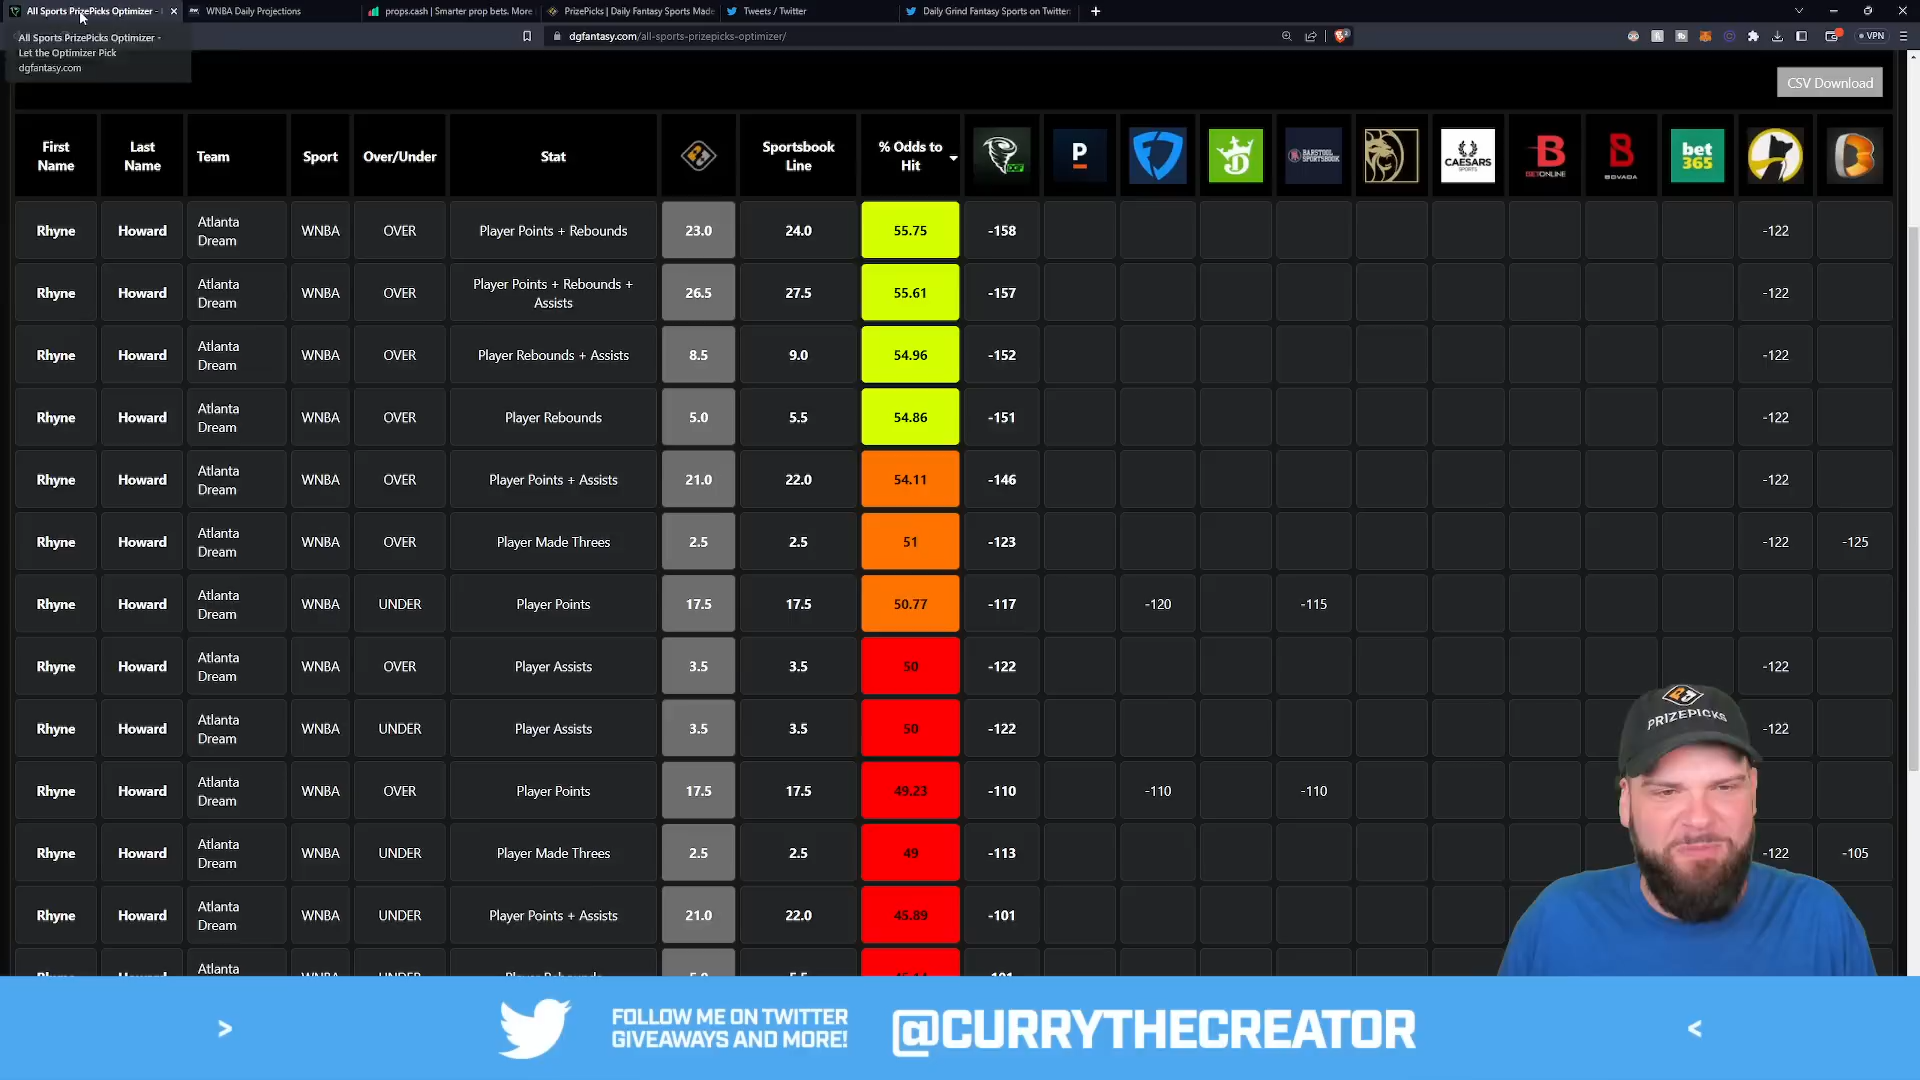 All Sports PrizePicks Optimizer -
WNBA Daily Projections
props.cash | Smarter prop bets. More
PrizePicks | Daily Fantasy Sports Made
Tweets / Twitter
Daily Grind Fantasy Sports on Twitter
dgfantasy.com/all-sports-prizepicks-optimizer/
VPN
All Sports PrizePicks Optimizer -
Let the Optimizer Pick
dgfantasy.com
CSV Download
First Name Last Name Team Sport Over/Under Stat Sportsbook Line % Odds to Hit DGF P BARSTOOL SPORTSBOOK CAESARS SPORTS BETONLINE BOVADA bet365
Rhyne Howard Atlanta Dream WNBA OVER Player Points + Rebounds 23.0 24.0 55.75 -158 -122
Rhyne Howard Atlanta Dream WNBA OVER Player Points + Rebounds + Assists 26.5 27.5 55.61 -157 -122
Rhyne Howard Atlanta Dream WNBA OVER Player Rebounds + Assists 8.5 9.0 54.96 -152 -122
Rhyne Howard Atlanta Dream WNBA OVER Player Rebounds 5.0 5.5 54.86 -151 -122
Rhyne Howard Atlanta Dream WNBA OVER Player Points + Assists 21.0 22.0 54.11 -146 -122
Rhyne Howard Atlanta Dream WNBA OVER Player Made Threes 2.5 2.5 51 -123 -122 -125
Rhyne Howard Atlanta Dream WNBA UNDER Player Points 17.5 17.5 50.77 -117 -120 -115
Rhyne Howard Atlanta Dream WNBA OVER Player Assists 3.5 3.5 50 -122 -122
Rhyne Howard Atlanta Dream WNBA UNDER Player Assists 3.5 3.5 50 -122 -122
Rhyne Howard Atlanta Dream WNBA OVER Player Points 17.5 17.5 49.23 -110 -110 -110
Rhyne Howard Atlanta Dream WNBA UNDER Player Made Threes 2.5 2.5 49 -113 -122 -105
Rhyne Howard Atlanta Dream WNBA UNDER Player Points + Assists 21.0 22.0 45.89 -101
Atlanta
PRIZEPICKS
> FOLLOW ME ON TWITTER
GIVEAWAYS AND MORE!
@CURRYTHECREATOR <